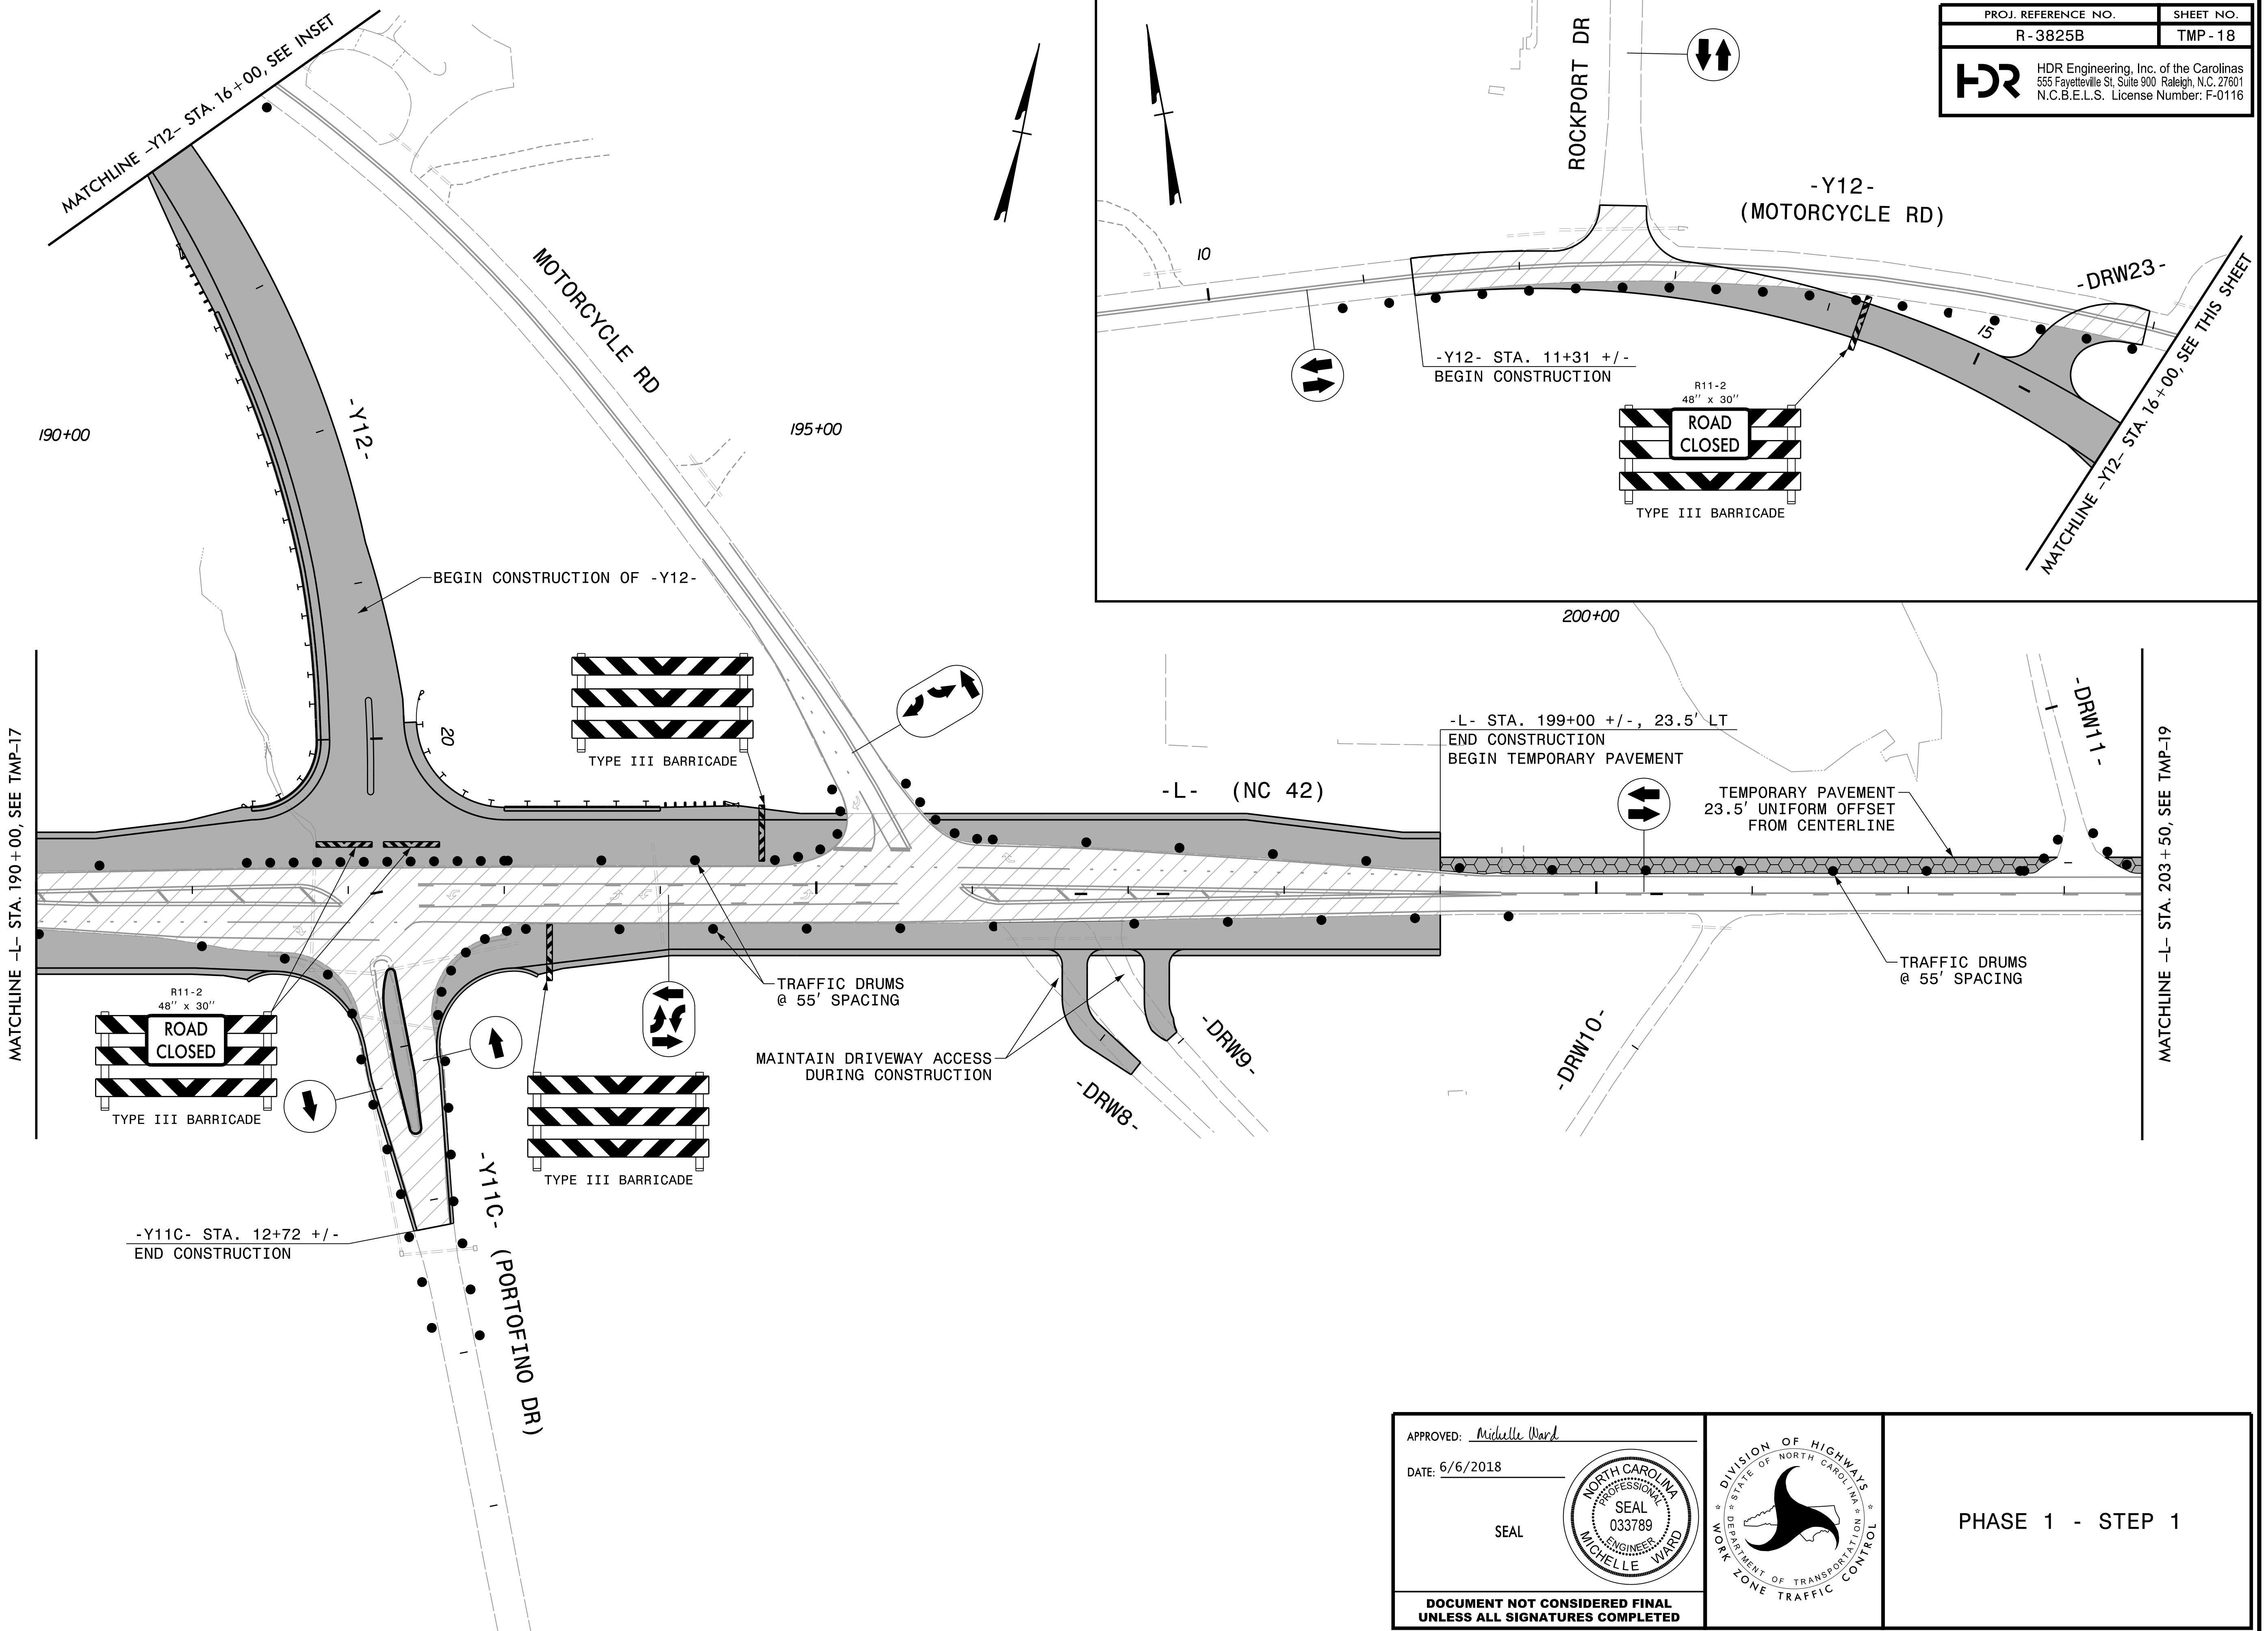 PROJ. REFERENCE NO.
SHEET NO.
R-3825B
TMP-18
HDR
HDR Engineering, Inc. of the Carolinas
555 Fayetteville St, Suite 900 Raleigh, N.C. 27601
N.C.B.E.L.S. License Number: F-0116
MATCHLINE -Y12- STA. 16+00, SEE INSET
MOTORCYCLE RD
-Y12-
190+00
195+00
BEGIN CONSTRUCTION OF -Y12-
ROCKPORT DR
-Y12-
(MOTORCYCLE RD)
10
-DRW23-
15
-Y12- STA. 11+31 +/-
BEGIN CONSTRUCTION
R11-2
48" x 30"
ROAD
CLOSED
TYPE III BARRICADE
MATCHLINE -Y12- STA. 16+00, SEE THIS SHEET
200+00
20
TYPE III BARRICADE
-L- (NC 42)
-L- STA. 199+00 +/-, 23.5' LT
END CONSTRUCTION
BEGIN TEMPORARY PAVEMENT
TEMPORARY PAVEMENT
23.5' UNIFORM OFFSET
FROM CENTERLINE
-DRW11-
MATCHLINE -L- STA. 190+00, SEE TMP-17
MATCHLINE -L- STA. 203+50, SEE TMP-19
R11-2
48" x 30"
ROAD
CLOSED
TYPE III BARRICADE
TRAFFIC DRUMS
@ 55' SPACING
TRAFFIC DRUMS
@ 55' SPACING
MAINTAIN DRIVEWAY ACCESS
DURING CONSTRUCTION
-DRW9-
-DRW8-
-DRW10-
TYPE III BARRICADE
-Y11C- (PORTOFINO DR)
-Y11C- STA. 12+72 +/-
END CONSTRUCTION
APPROVED: Michelle Ward
DATE: 6/6/2018
SEAL
NORTH CAROLINA
PROFESSIONAL
SEAL
033789
ENGINEER
MICHELLE WARD
DOCUMENT NOT CONSIDERED FINAL
UNLESS ALL SIGNATURES COMPLETED
DIVISION OF HIGHWAYS
STATE OF NORTH CAROLINA
DEPARTMENT OF TRANSPORTATION
WORK ZONE TRAFFIC CONTROL
PHASE 1 - STEP 1